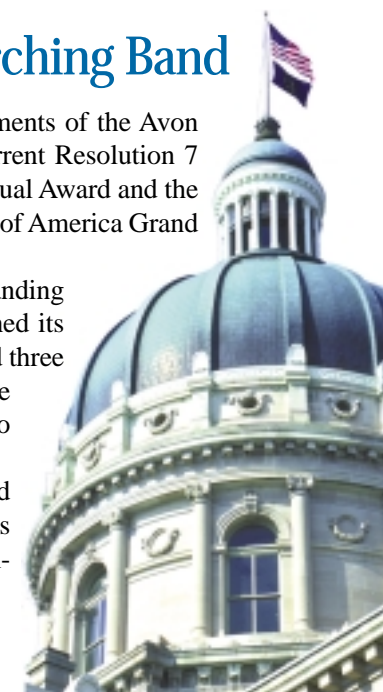 ching Band
ments of the Avon
rrent Resolution 7
ual Award and the
of America Grand
nding
ned its
three
e
o
d
s
-